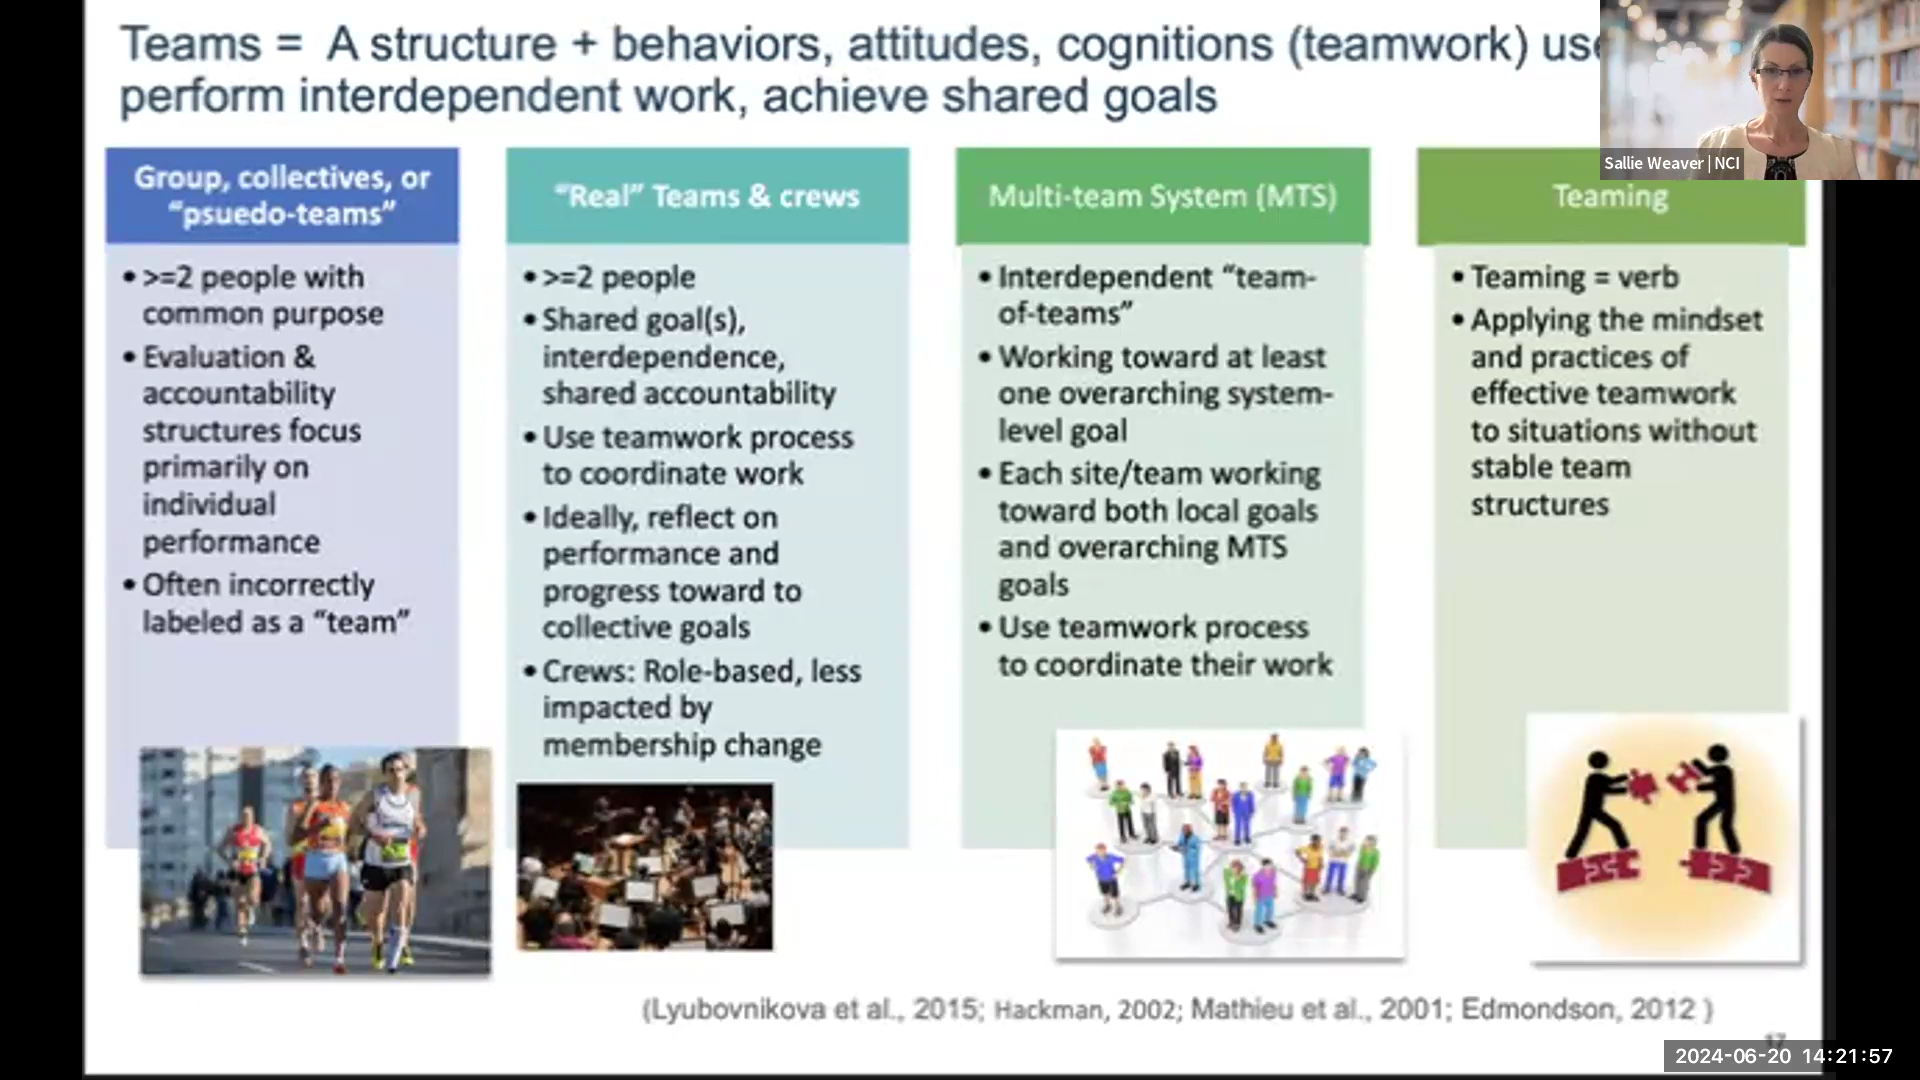 Teams = A structure + behaviors, attitudes, cognitions (teamwork)
perform interdependent work, achieve shared goals
Sallie Weaver | NCI
Group, collectives, or
“psuedo-teams”
• >=2 people with
common purpose
• Evaluation &
accountability
structures focus
primarily on
individual
performance
• Often incorrectly
labeled as a “team”
“Real” Teams & crews
• >=2 people
• Shared goal(s),
interdependence,
shared accountability
• Use teamwork process
to coordinate work
• Ideally, reflect on
performance and
progress toward to
collective goals
• Crews: Role-based, less
impacted by
membership change
Multi-team System (MTS)
• Interdependent “team-
of-teams”
• Working toward at least
one overarching system-
level goal
• Each site/team working
toward both local goals
and overarching MTS
goals
• Use teamwork process
to coordinate their work
Teaming
• Teaming = verb
• Applying the mindset
and practices of
effective teamwork
to situations without
stable team
structures
(Lyubovnikova et al., 2015; Hackman, 2002; Mathieu et al., 2001; Edmondson, 2012 )
2024-06-20 14:21:57